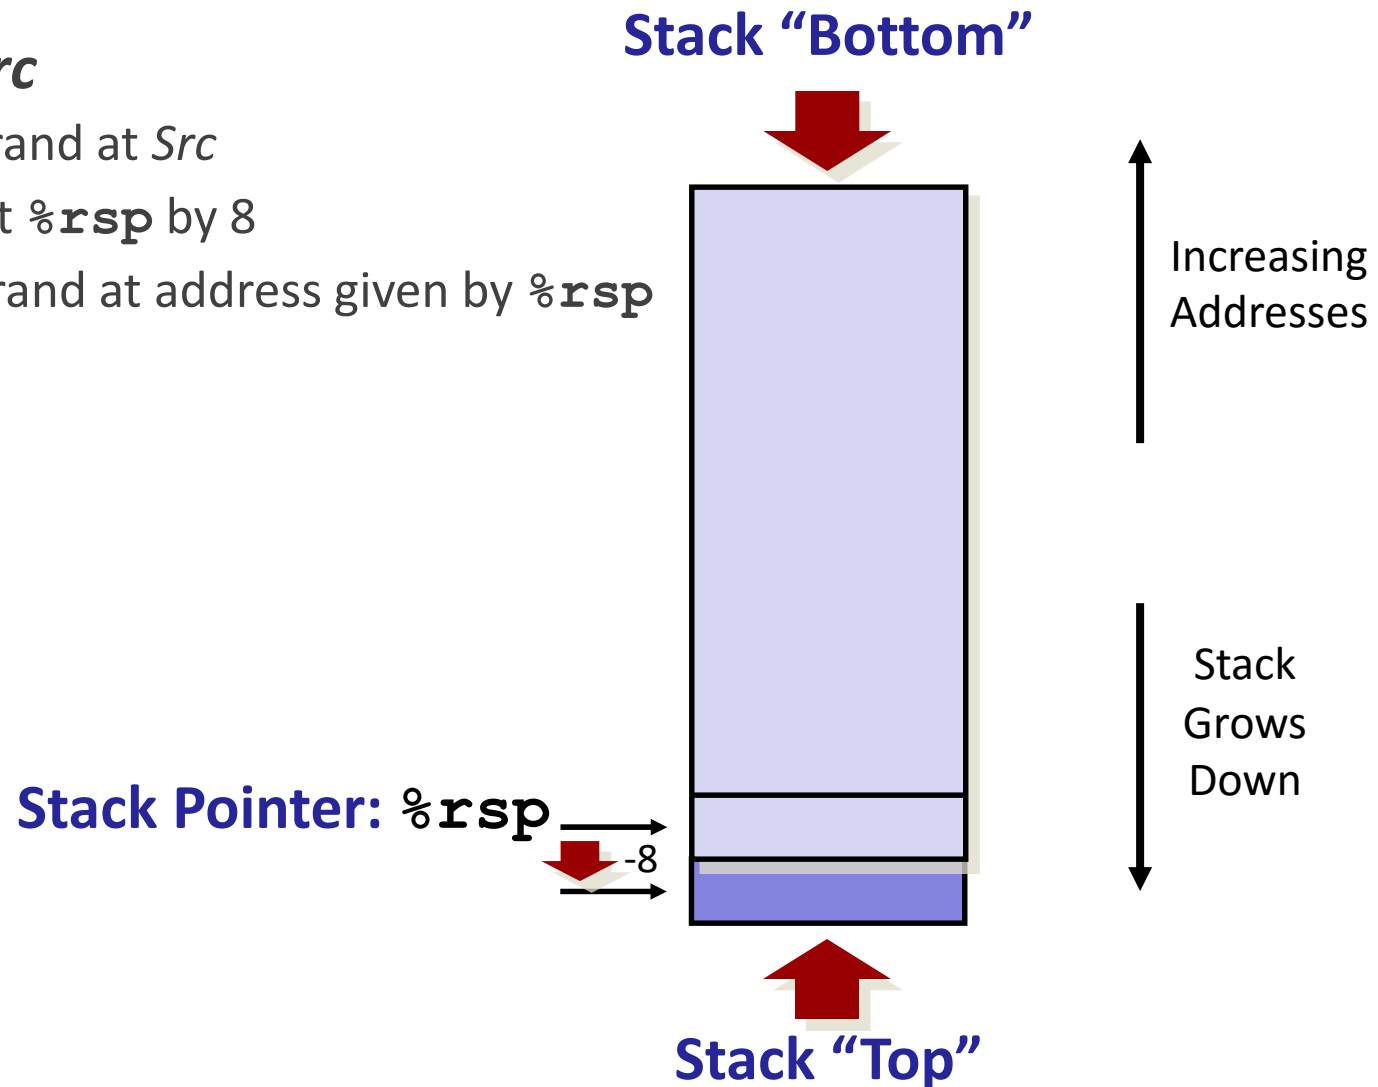 Stack “Bottom”
rc
rand at Src
t %rsp by 8
rand at address given by %rsp
Increasing
Addresses
Stack
Grows
Down
Stack Pointer: %rsp
-8
Stack “Top”